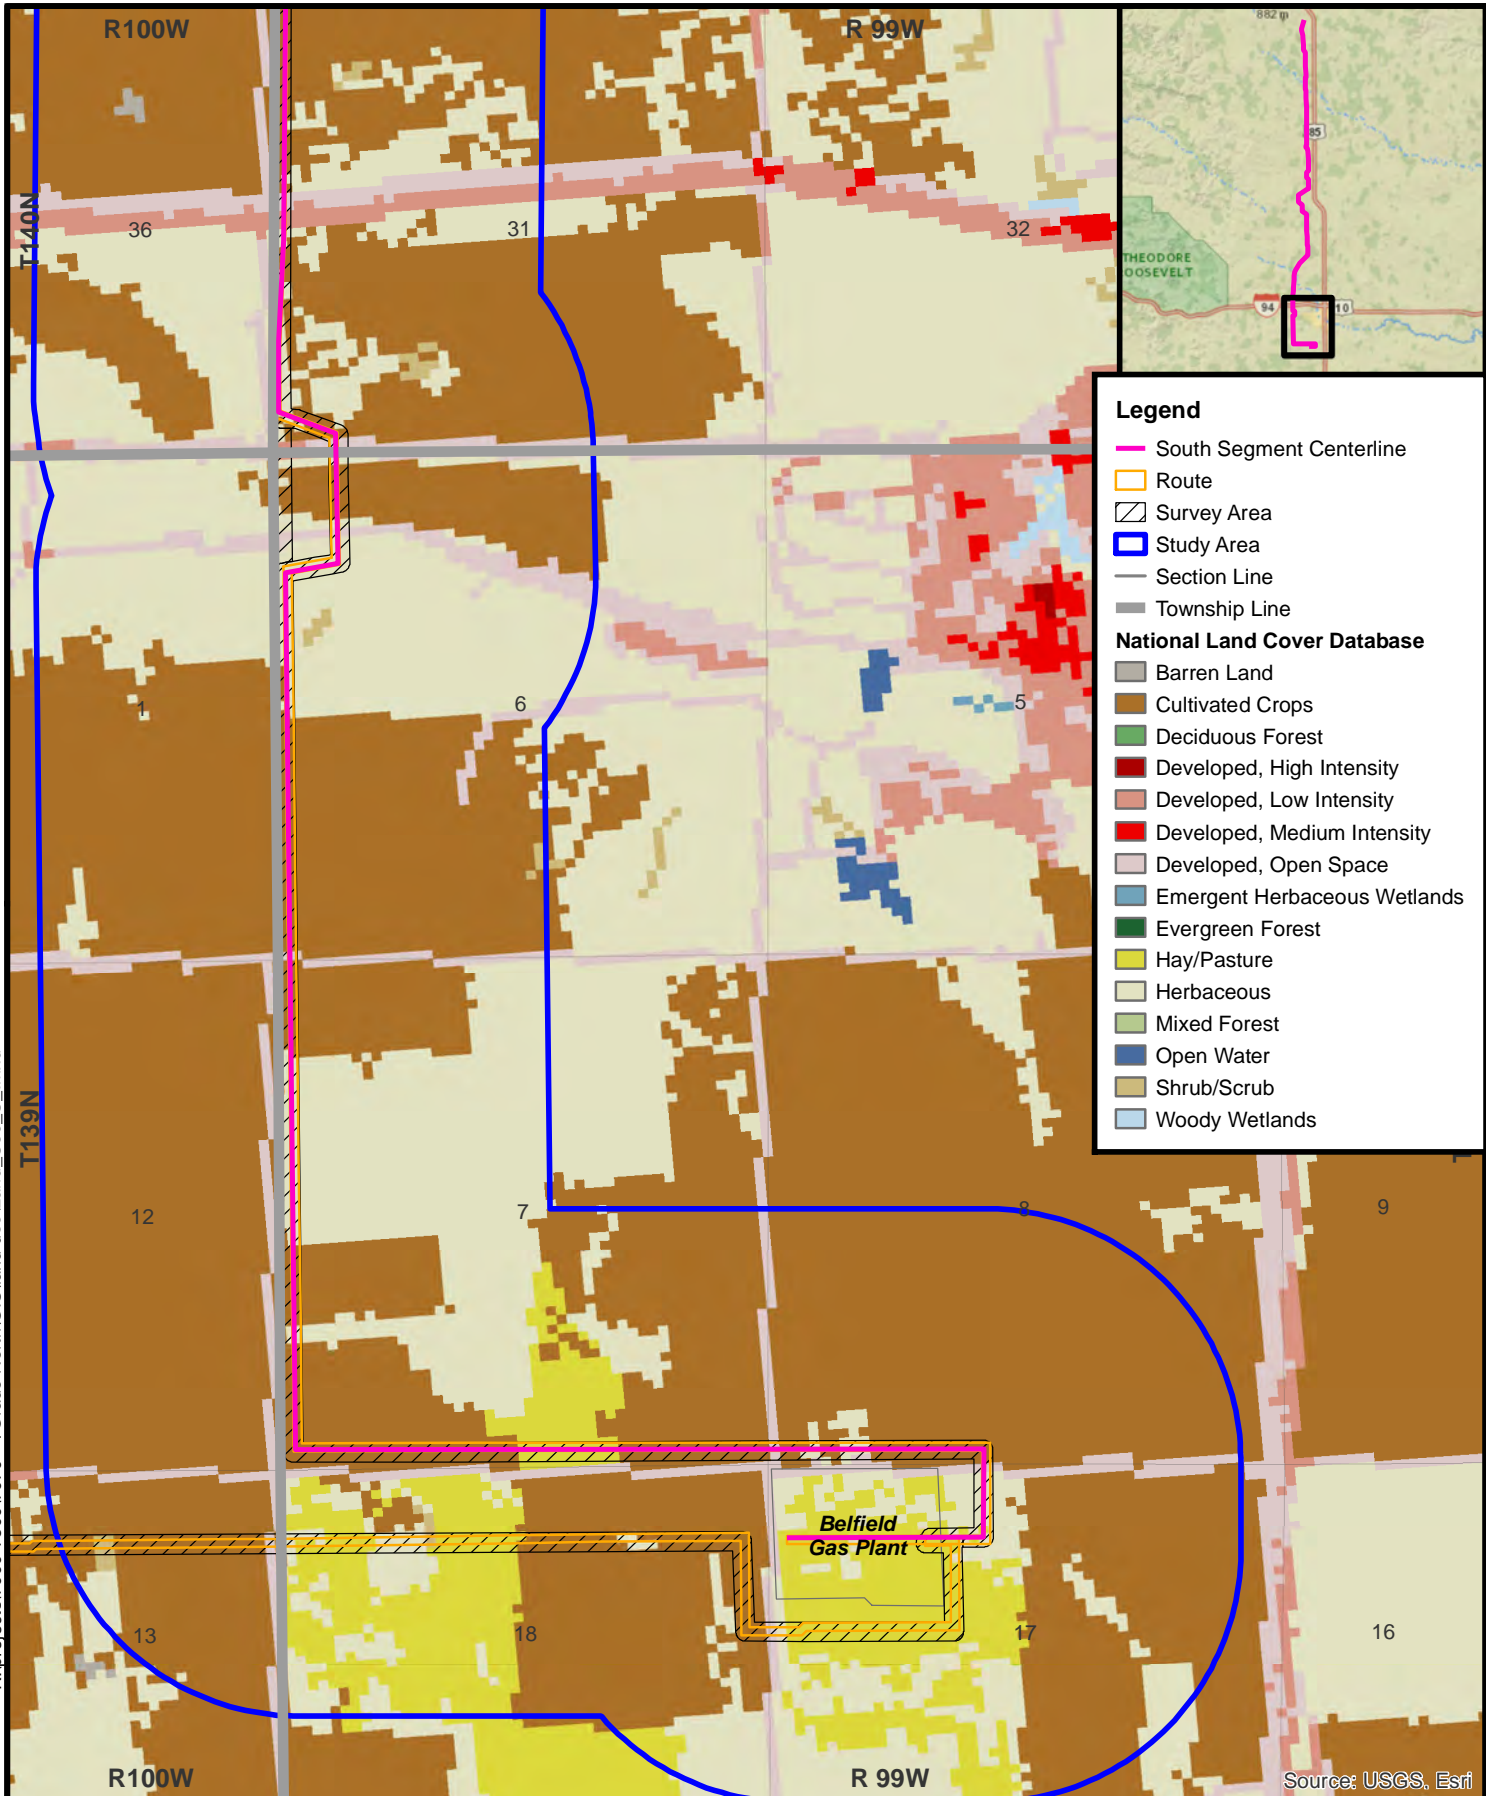 R100W
R 99W
882 m
85
THEODORE
OOSEVELT
94
10
T140N
36
31
32
Legend
South Segment Centerline
Route
Survey Area
Study Area
Section Line
Township Line
National Land Cover Database
Barren Land
Cultivated Crops
Deciduous Forest
Developed, High Intensity
Developed, Low Intensity
Developed, Medium Intensity
Developed, Open Space
Emergent Herbaceous Wetlands
Evergreen Forest
Hay/Pasture
Herbaceous
Mixed Forest
Open Water
Shrub/Scrub
Woody Wetlands
1
6
5
T139N
12
7
8
9
Belfield
Gas Plant
13
18
17
16
R100W
R 99W
Source: USGS, Esri